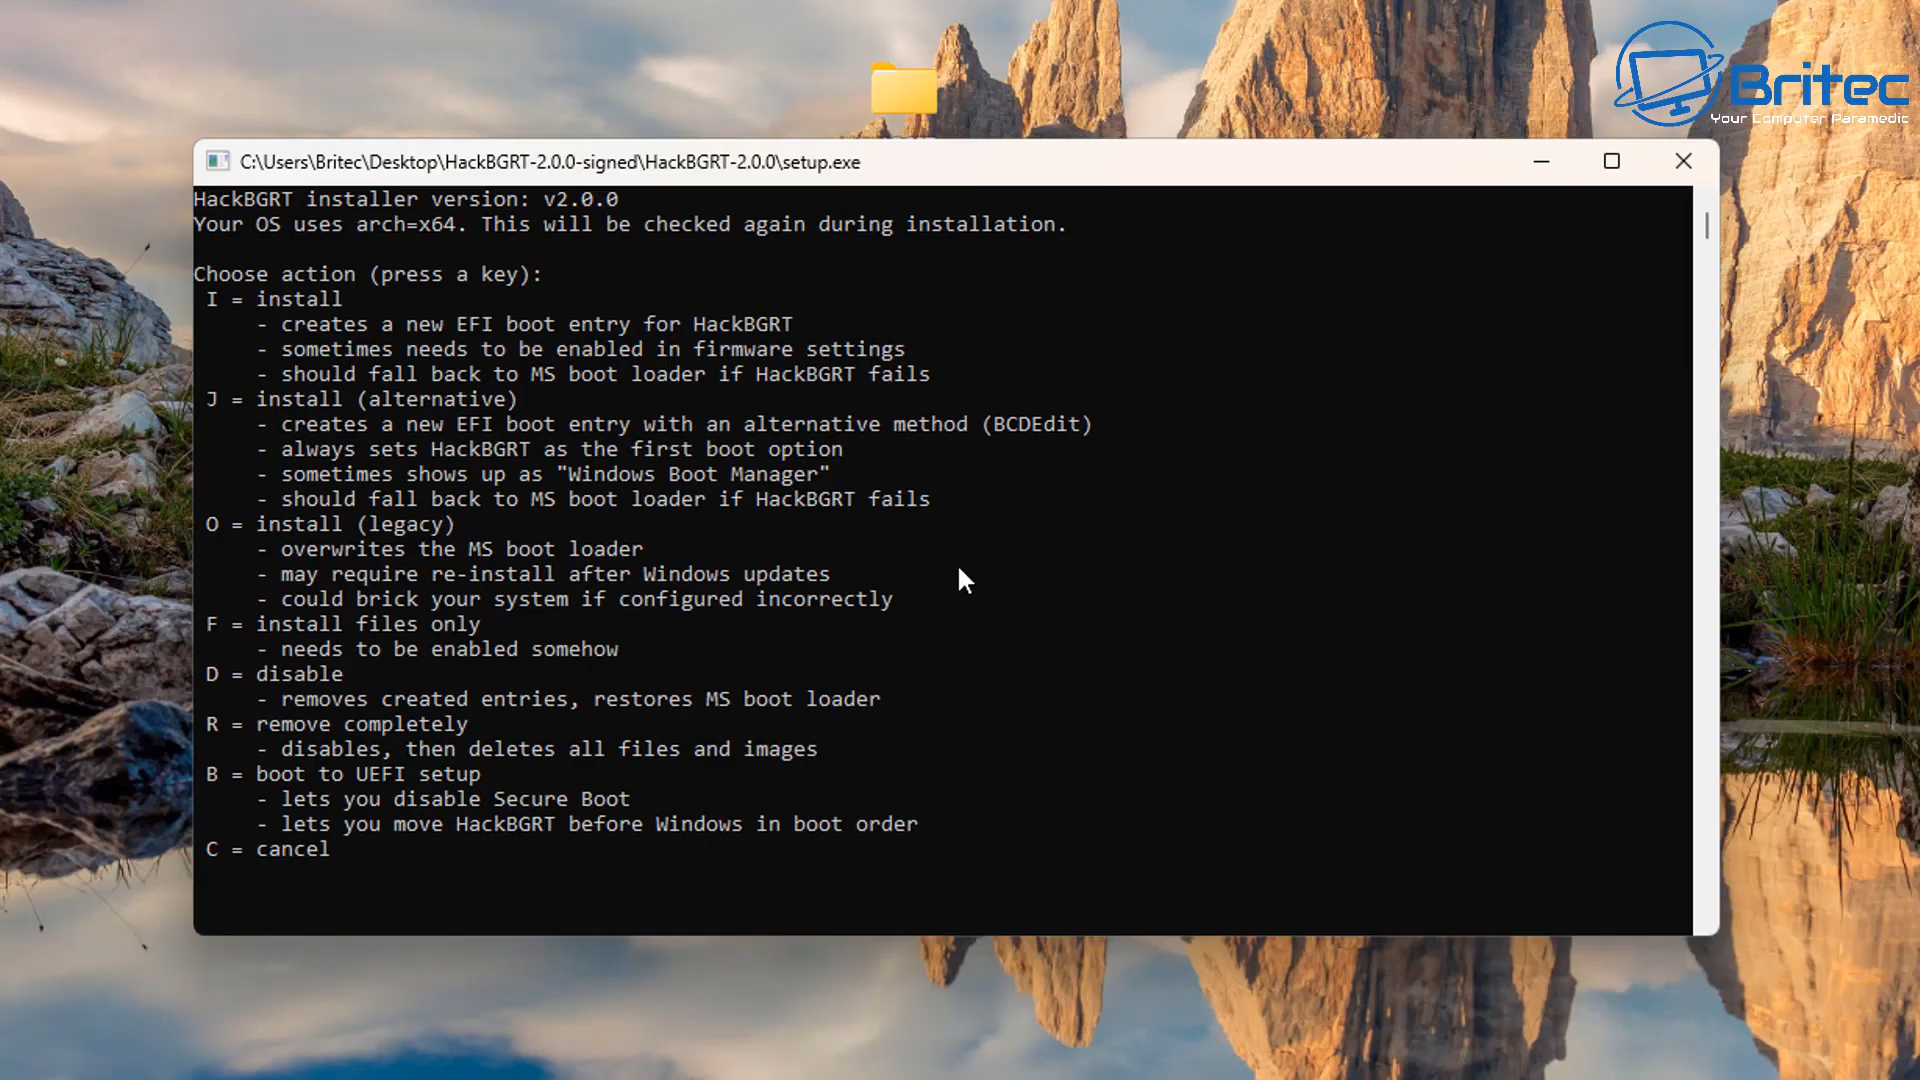 Britec
Your Computer Paramedic
C:\Users\Britec\Desktop\HackBGRT-2.0.0-signed\HackBGRT-2.0.0\setup.exe
HackBGRT installer version: v2.0.0
Your OS uses arch=x64. This will be checked again during installation.
Choose action (press a key):
I = install
- creates a new EFI boot entry for HackBGRT
- sometimes needs to be enabled in firmware settings
- should fall back to MS boot loader if HackBGRT fails
J = install (alternative)
- creates a new EFI boot entry with an alternative method (BCDEdit)
- always sets HackBGRT as the first boot option
- sometimes shows up as "Windows Boot Manager"
- should fall back to MS boot loader if HackBGRT fails
O = install (legacy)
- overwrites the MS boot loader
- may require re-install after Windows updates
- could brick your system if configured incorrectly
F = install files only
- needs to be enabled somehow
D = disable
- removes created entries, restores MS boot loader
R = remove completely
- disables, then deletes all files and images
B = boot to UEFI setup
- lets you disable Secure Boot
- lets you move HackBGRT before Windows in boot order
C = cancel